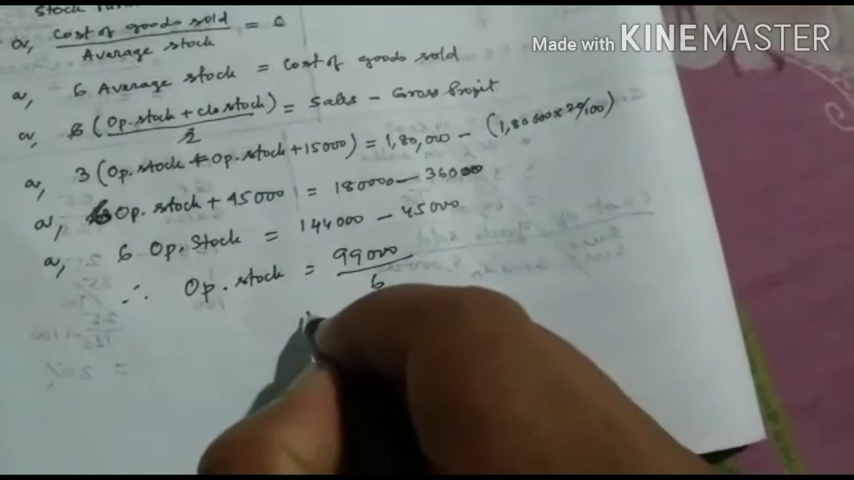 Stock
Made with KINEMASTER
or, Cost of goods sold / Average stock = 6
or, 6 Average stock = Cost of goods sold
or, 6 (Op. stock + clo stock / 2) = Sales - Gross Profit
or, 3 (Op. stock + Op. stock + 15000) = 1,80,000 - (1,80,000 x 20/100)
or, 6 Op. stock + 45000 = 180000 - 36000
or, 6 Op. Stock = 144000 - 45000
∴ Op. stock = 99000 / 6